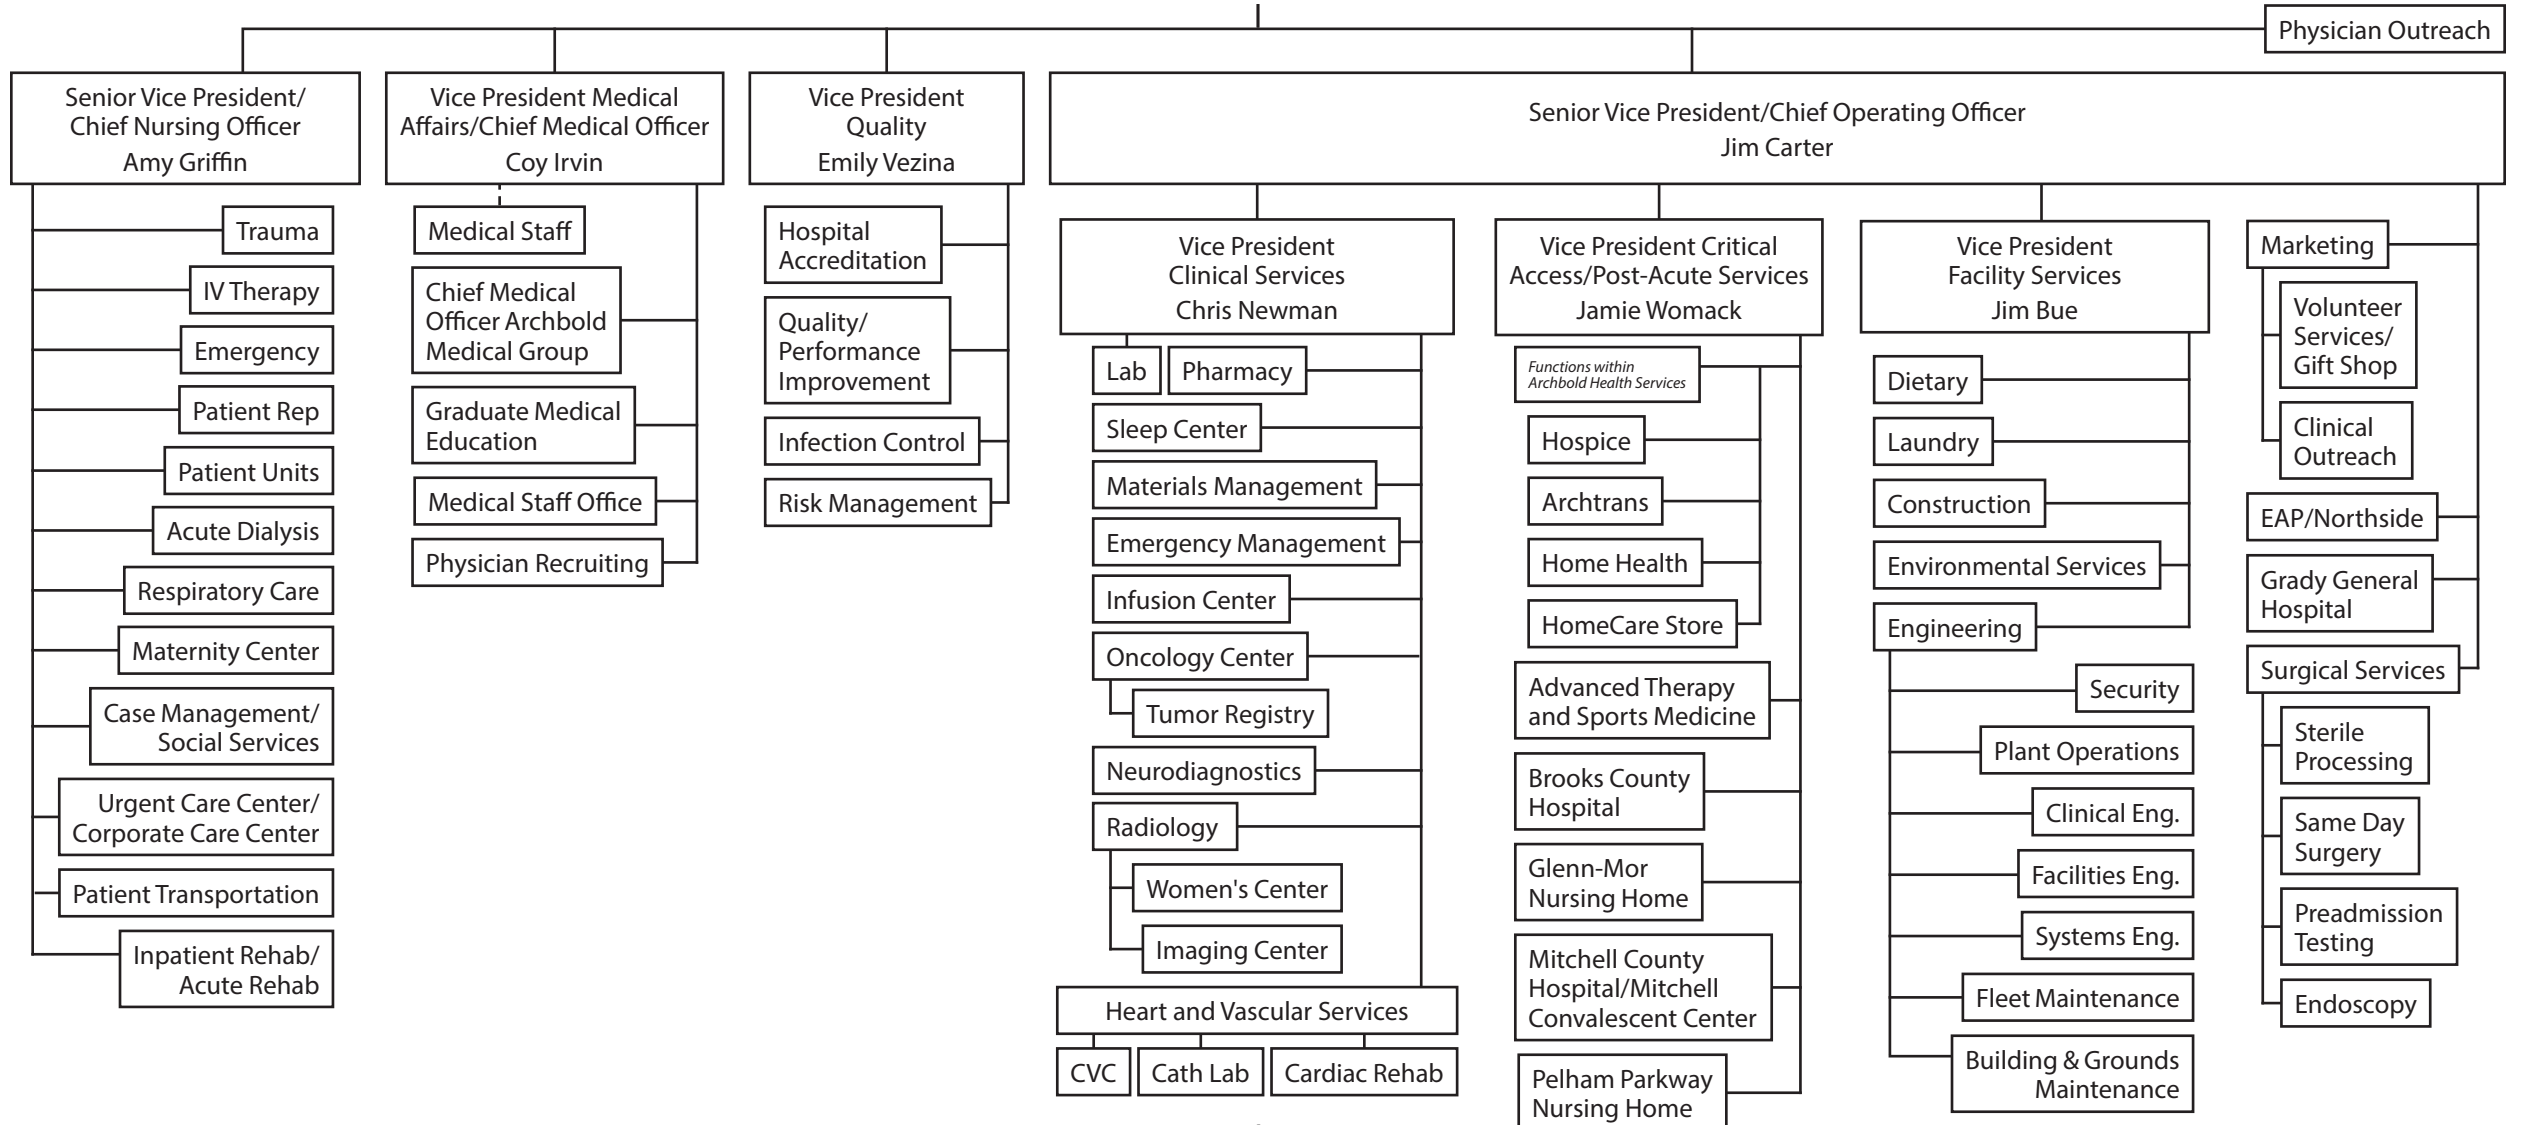 Physician Outreach
Senior Vice President/
Chief Nursing Officer
Amy Griffin
Trauma
IV Therapy
Emergency
Patient Rep
Patient Units
Acute Dialysis
Respiratory Care
Maternity Center
Case Management/
Social Services
Urgent Care Center/
Corporate Care Center
Patient Transportation
Inpatient Rehab/
Acute Rehab
Vice President Medical
Affairs/Chief Medical Officer
Coy Irvin
Medical Staff
Chief Medical
Officer Archbold
Medical Group
Graduate Medical
Education
Medical Staff Office
Physician Recruiting
Vice President
Quality
Emily Vezina
Hospital
Accreditation
Quality/
Performance
Improvement
Infection Control
Risk Management
Senior Vice President/Chief Operating Officer
Jim Carter
Vice President
Clinical Services
Chris Newman
Lab
Pharmacy
Sleep Center
Materials Management
Emergency Management
Infusion Center
Oncology Center
Tumor Registry
Neurodiagnostics
Radiology
Women's Center
Imaging Center
Heart and Vascular Services
CVC
Cath Lab
Cardiac Rehab
Vice President Critical
Access/Post-Acute Services
Jamie Womack
Functions within
Archbold Health Services
Hospice
Archtrans
Home Health
HomeCare Store
Advanced Therapy
and Sports Medicine
Brooks County
Hospital
Glenn-Mor
Nursing Home
Mitchell County
Hospital/Mitchell
Convalescent Center
Pelham Parkway
Nursing Home
Vice President
Facility Services
Jim Bue
Dietary
Laundry
Construction
Environmental Services
Engineering
Security
Plant Operations
Clinical Eng.
Facilities Eng.
Systems Eng.
Fleet Maintenance
Building & Grounds
Maintenance
Marketing
Volunteer
Services/
Gift Shop
Clinical
Outreach
EAP/Northside
Grady General
Hospital
Surgical Services
Sterile
Processing
Same Day
Surgery
Preadmission
Testing
Endoscopy